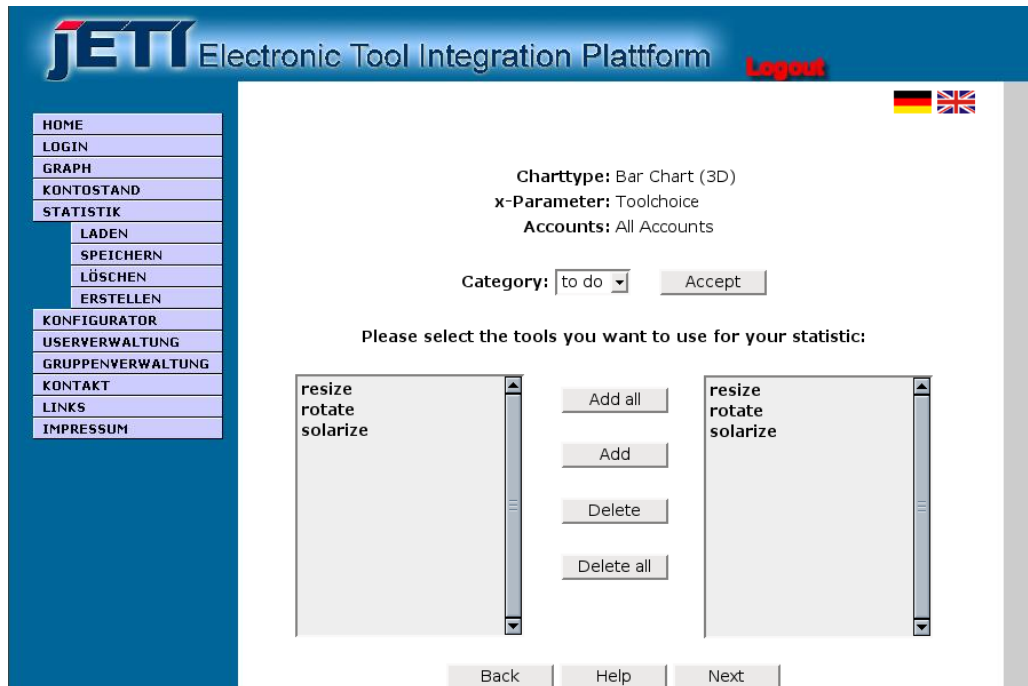 jETI Electronic Tool Integration Plattform
Logout
HOME
LOGIN
GRAPH
KONTOSTAND
STATISTIK
LADEN
SPEICHERN
LÖSCHEN
ERSTELLEN
KONFIGURATOR
USERVERWALTUNG
GRUPPENVERWALTUNG
KONTAKT
LINKS
IMPRESSUM
Charttype: Bar Chart (3D)
x-Parameter: Toolchoice
Accounts: All Accounts
Category: to do Accept
Please select the tools you want to use for your statistic:
resize
rotate
solarize
Add all
Add
Delete
Delete all
resize
rotate
solarize
Back Help Next